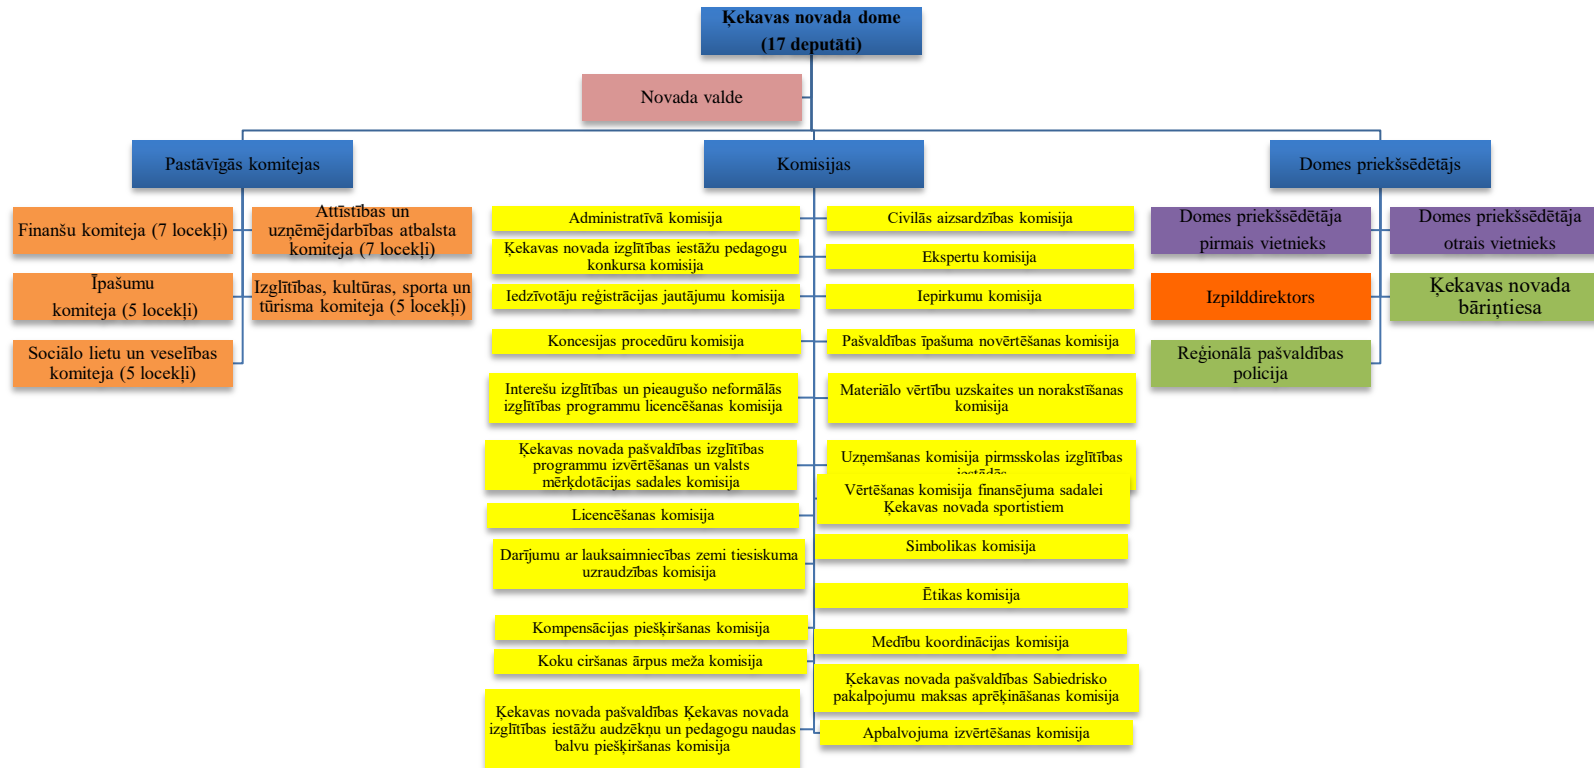 Ķekavas novada dome
(17 deputāti)
Novada valde
Pastāvīgās komitejas
Komisijas
Domes priekšsēdētājs
Finanšu komiteja (7 locekļi)
Attīstības un
uzņēmējdarbības atbalsta
komiteja (7 locekļi)
Īpašumu
komiteja (5 locekļi)
Izglītības, kultūras, sporta un
tūrisma komiteja (5 locekļi)
Sociālo lietu un veselības
komiteja (5 locekļi)
Administratīvā komisija
Civilās aizsardzības komisija
Ķekavas novada izglītības iestāžu pedagogu
konkursa komisija
Ekspertu komisija
Iedzīvotāju reģistrācijas jautājumu komisija
Iepirkumu komisija
Koncesijas procedūru komisija
Pašvaldības īpašuma novērtēšanas komisija
Interešu izglītības un pieaugušo neformālās
izglītības programmu licencēšanas komisija
Materiālo vērtību uzskaites un norakstīšanas
komisija
Ķekavas novada pašvaldības izglītības
programmu izvērtēšanas un valsts
mērķdotācijas sadales komisija
Uzņemšanas komisija pirmsskolas izglītības
iestādēs
Licencēšanas komisija
Vērtēšanas komisija finansējuma sadalei
Ķekavas novada sportistiem
Darījumu ar lauksaimniecības zemi tiesiskuma
uzraudzības komisija
Simbolikas komisija
Ētikas komisija
Kompensācijas piešķiršanas komisija
Medību koordinācijas komisija
Koku ciršanas ārpus meža komisija
Ķekavas novada pašvaldības Sabiedrisko
pakalpojumu maksas aprēķināšanas komisija
Ķekavas novada pašvaldības Ķekavas novada
izglītības iestāžu audzēkņu un pedagogu naudas
balvu piešķiršanas komisija
Apbalvojuma izvērtēšanas komisija
Domes priekšsēdētāja
pirmais vietnieks
Domes priekšsēdētāja
otrais vietnieks
Izpilddirektors
Ķekavas novada
bāriņtiesa
Reģionālā pašvaldības
policija